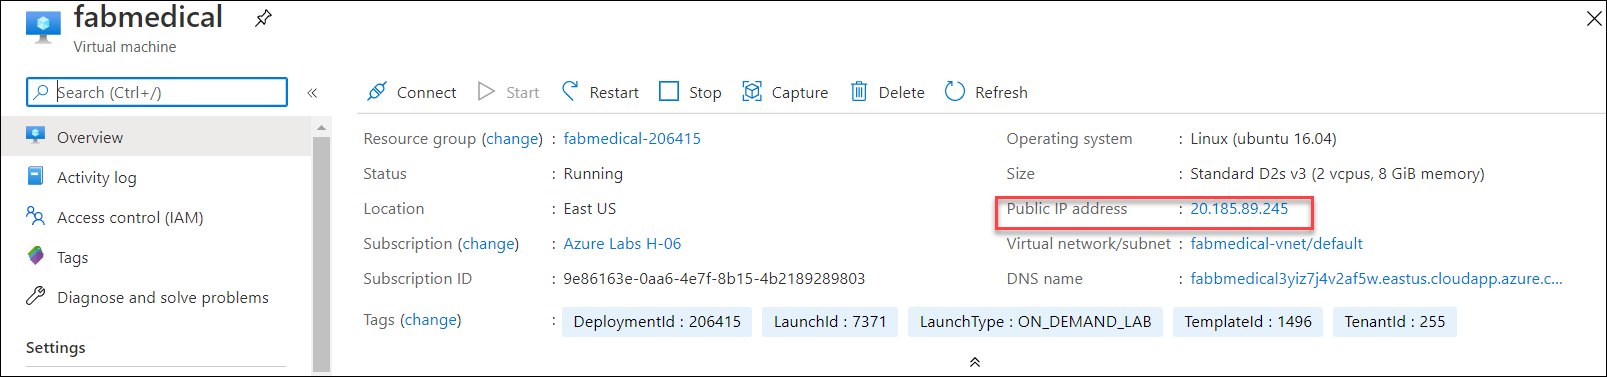 fabmedical
Virtual machine
Search (Ctrl+/)
«
Connect Start Restart Stop Capture Delete Refresh
Overview
Activity log
Access control (IAM)
Tags
Diagnose and solve problems
Settings
Resource group (change) : fabmedical-206415
Status : Running
Location : East US
Subscription (change) : Azure Labs H-06
Subscription ID : 9e86163e-0aa6-4e7f-8b15-4b2189289803
Operating system : Linux (ubuntu 16.04)
Size : Standard D2s v3 (2 vcpus, 8 GiB memory)
Public IP address : 20.185.89.245
Virtual network/subnet : fabmedical-vnet/default
DNS name : fabbmedical3yiz7j4v2af5w.eastus.cloudapp.azure.c...
Tags (change) : DeploymentId : 206415 LaunchId : 7371 LaunchType : ON_DEMAND_LAB TemplateId : 1496 TenantId : 255